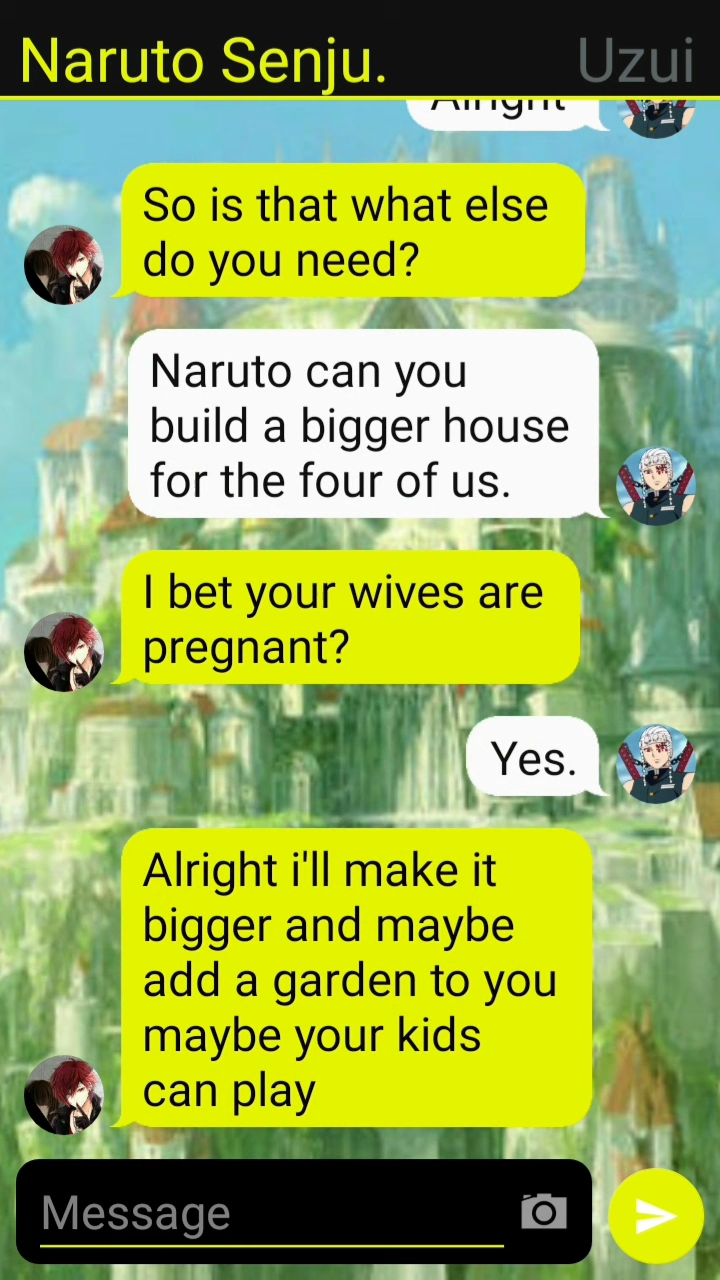 Naruto Senju.
Uzui
Alright
So is that what else
do you need?
Naruto can you
build a bigger house
for the four of us.
I bet your wives are
pregnant?
Yes.
Alright i'll make it
bigger and maybe
add a garden to you
maybe your kids
can play
Message